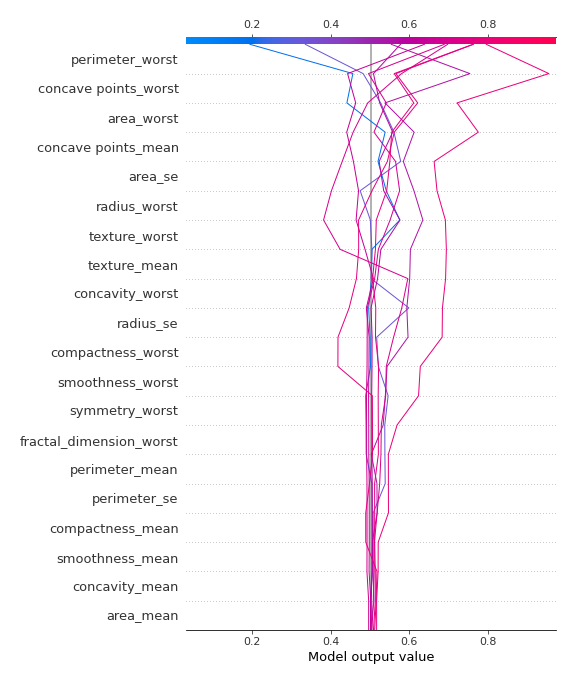 0.2 0.4 0.6 0.8
perimeter_worst
concave points_worst
area_worst
concave points_mean
area_se
radius_worst
texture_worst
texture_mean
concavity_worst
radius_se
compactness_worst
smoothness_worst
symmetry_worst
fractal_dimension_worst
perimeter_mean
perimeter_se
compactness_mean
smoothness_mean
concavity_mean
area_mean
0.2 0.4 0.6 0.8
Model output value